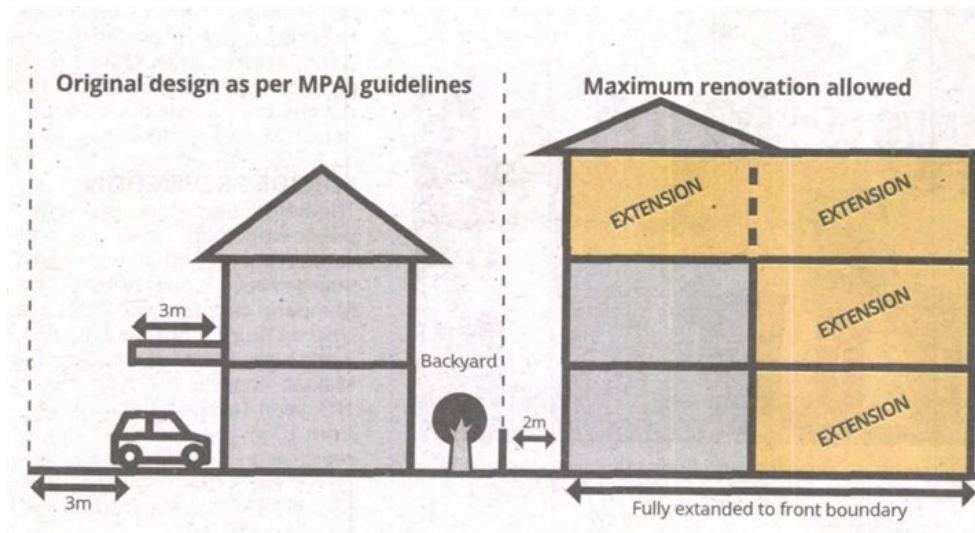 Original design as per MPAJ guidelines
Maximum renovation allowed
EXTENSION
EXTENSION
3m
EXTENSION
Backyard
2m
EXTENSION
3m
Fully extanded to front boundary